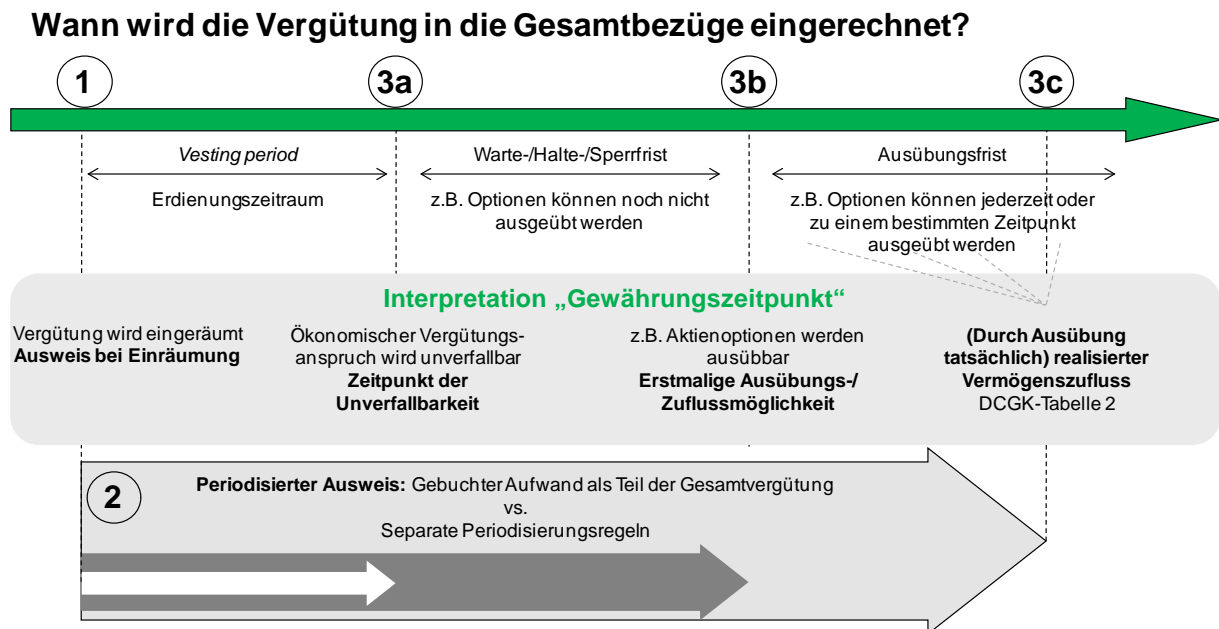 Wann wird die Vergütung in die Gesamtbezüge eingerechnet?
1
3a
3b
3c
Vesting period
Erdienungszeitraum
Warte-/Halte-/Sperrfrist
z.B. Optionen können noch nicht
ausgeübt werden
Ausübungsfrist
z.B. Optionen können jederzeit oder
zu einem bestimmten Zeitpunkt
ausgeübt werden
Interpretation „Gewährungszeitpunkt“
Vergütung wird eingeräumt
Ausweis bei Einräumung
Ökonomischer Vergütungs-
anspruch wird unverfallbar
Zeitpunkt der
Unverfallbarkeit
z.B. Aktienoptionen werden
ausübbar
Erstmalige Ausübungs-/
Zuflussmöglichkeit
(Durch Ausübung
tatsächlich) realisierter
Vermögenszufluss
DCGK-Tabelle 2
2
Periodisierter Ausweis: Gebuchter Aufwand als Teil der Gesamtvergütung
vs.
Separate Periodisierungsregeln